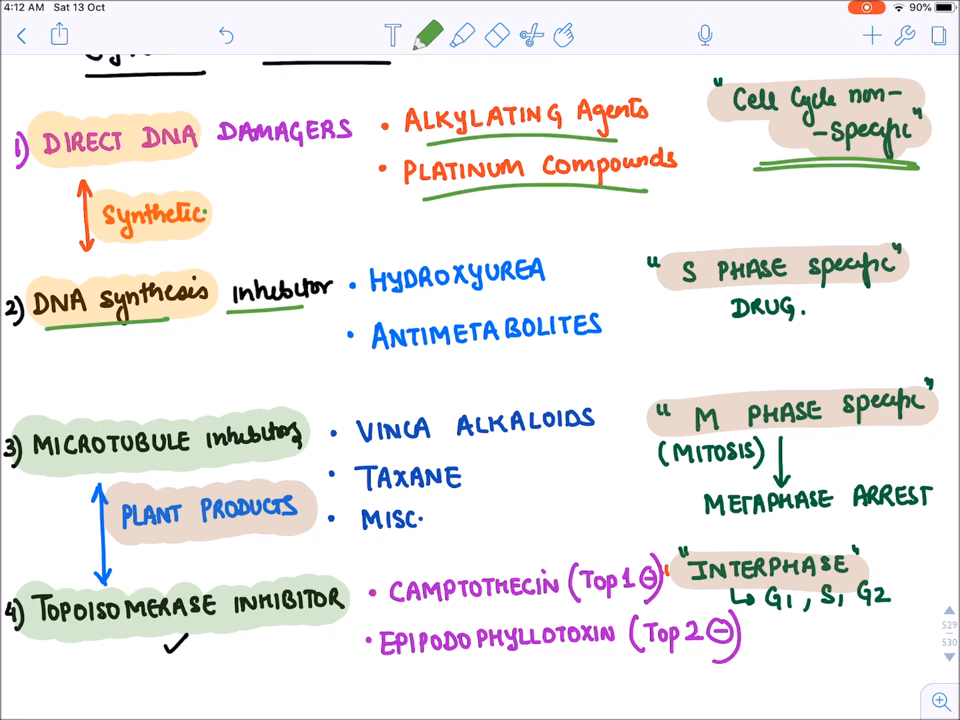 4:12 AM Sat 13 Oct
90%
T
1) DIRECT DNA DAMAGERS
• ALKYLATING Agents
• PLATINUM Compounds
"Cell Cycle non-
-specific"
Synthetic
2) DNA synthesis inhibitor
• HYDROXYUREA
• ANTIMETABOLITES
"S PHASE specific"
DRUG.
3) MICROTUBULE inhibitors
• VINCA ALKALOIDS
• TAXANE
• MISC.
"M PHASE specific"
(MITOSIS)
METAPHASE ARREST
PLANT PRODUCTS
4) TOPOISOMERASE INHIBITOR
• CAMPTOTHECIN (Top 1 ⊖)
• EPIPODOPHYLLOTOXIN (Top 2 ⊖)
"INTERPHASE"
↳ G1, S, G2
529
530